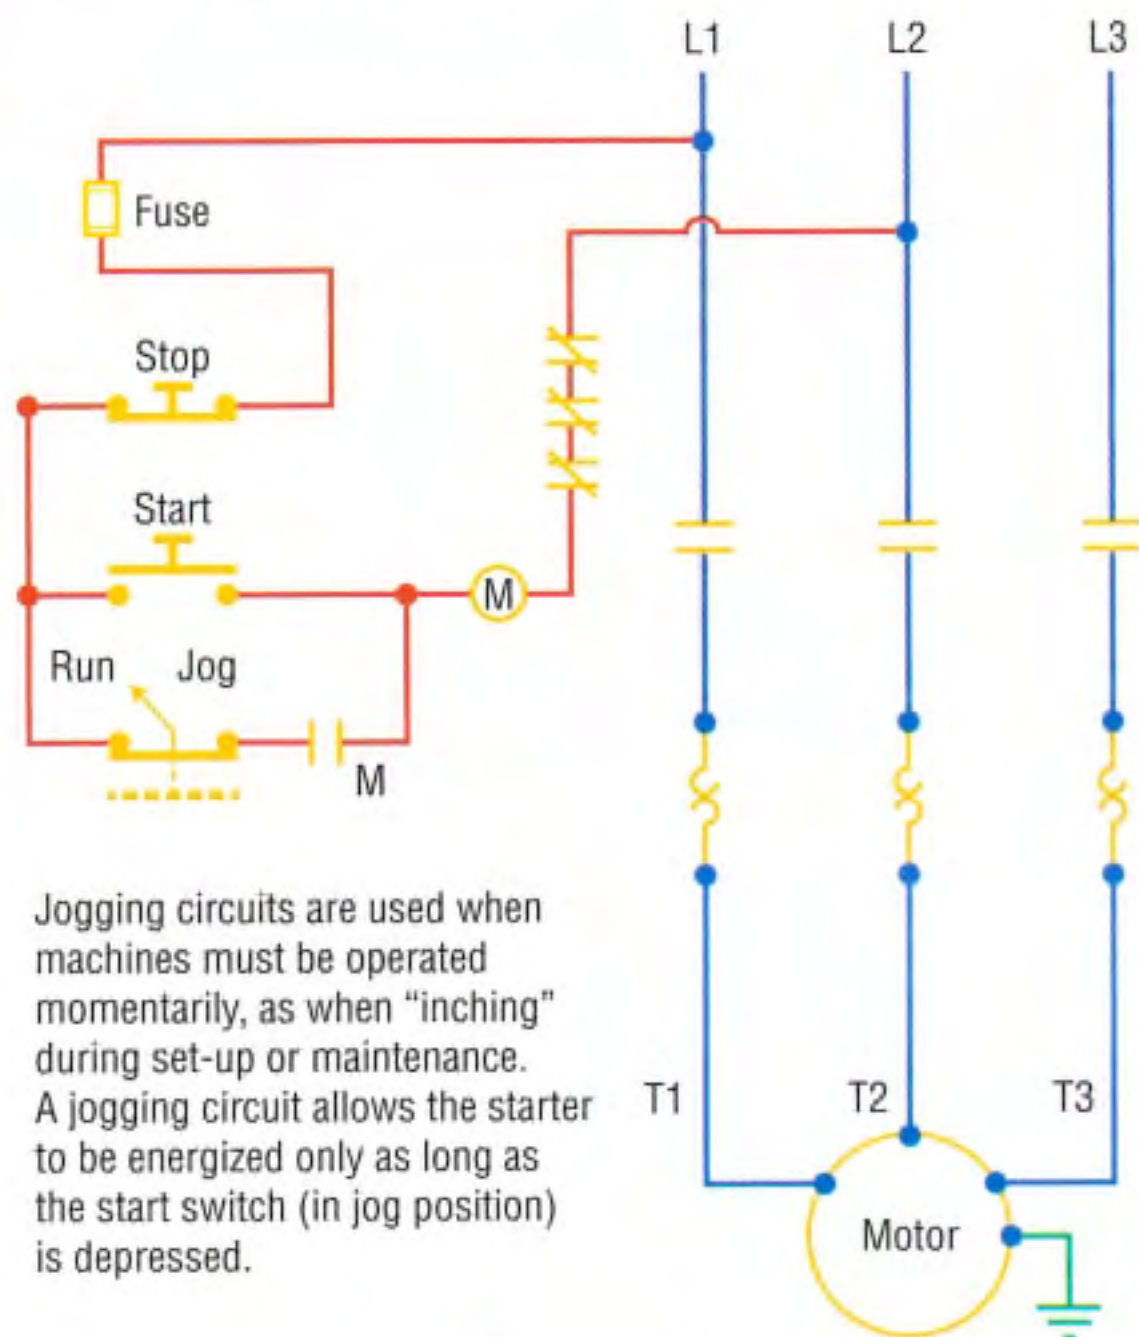 L1
L2
L3
Fuse
Stop
Start
M
Run
Jog
M
Jogging circuits are used when
machines must be operated
momentarily, as when “inching”
during set-up or maintenance.
A jogging circuit allows the starter
to be energized only as long as
the start switch (in jog position)
is depressed.
T1
T2
T3
Motor